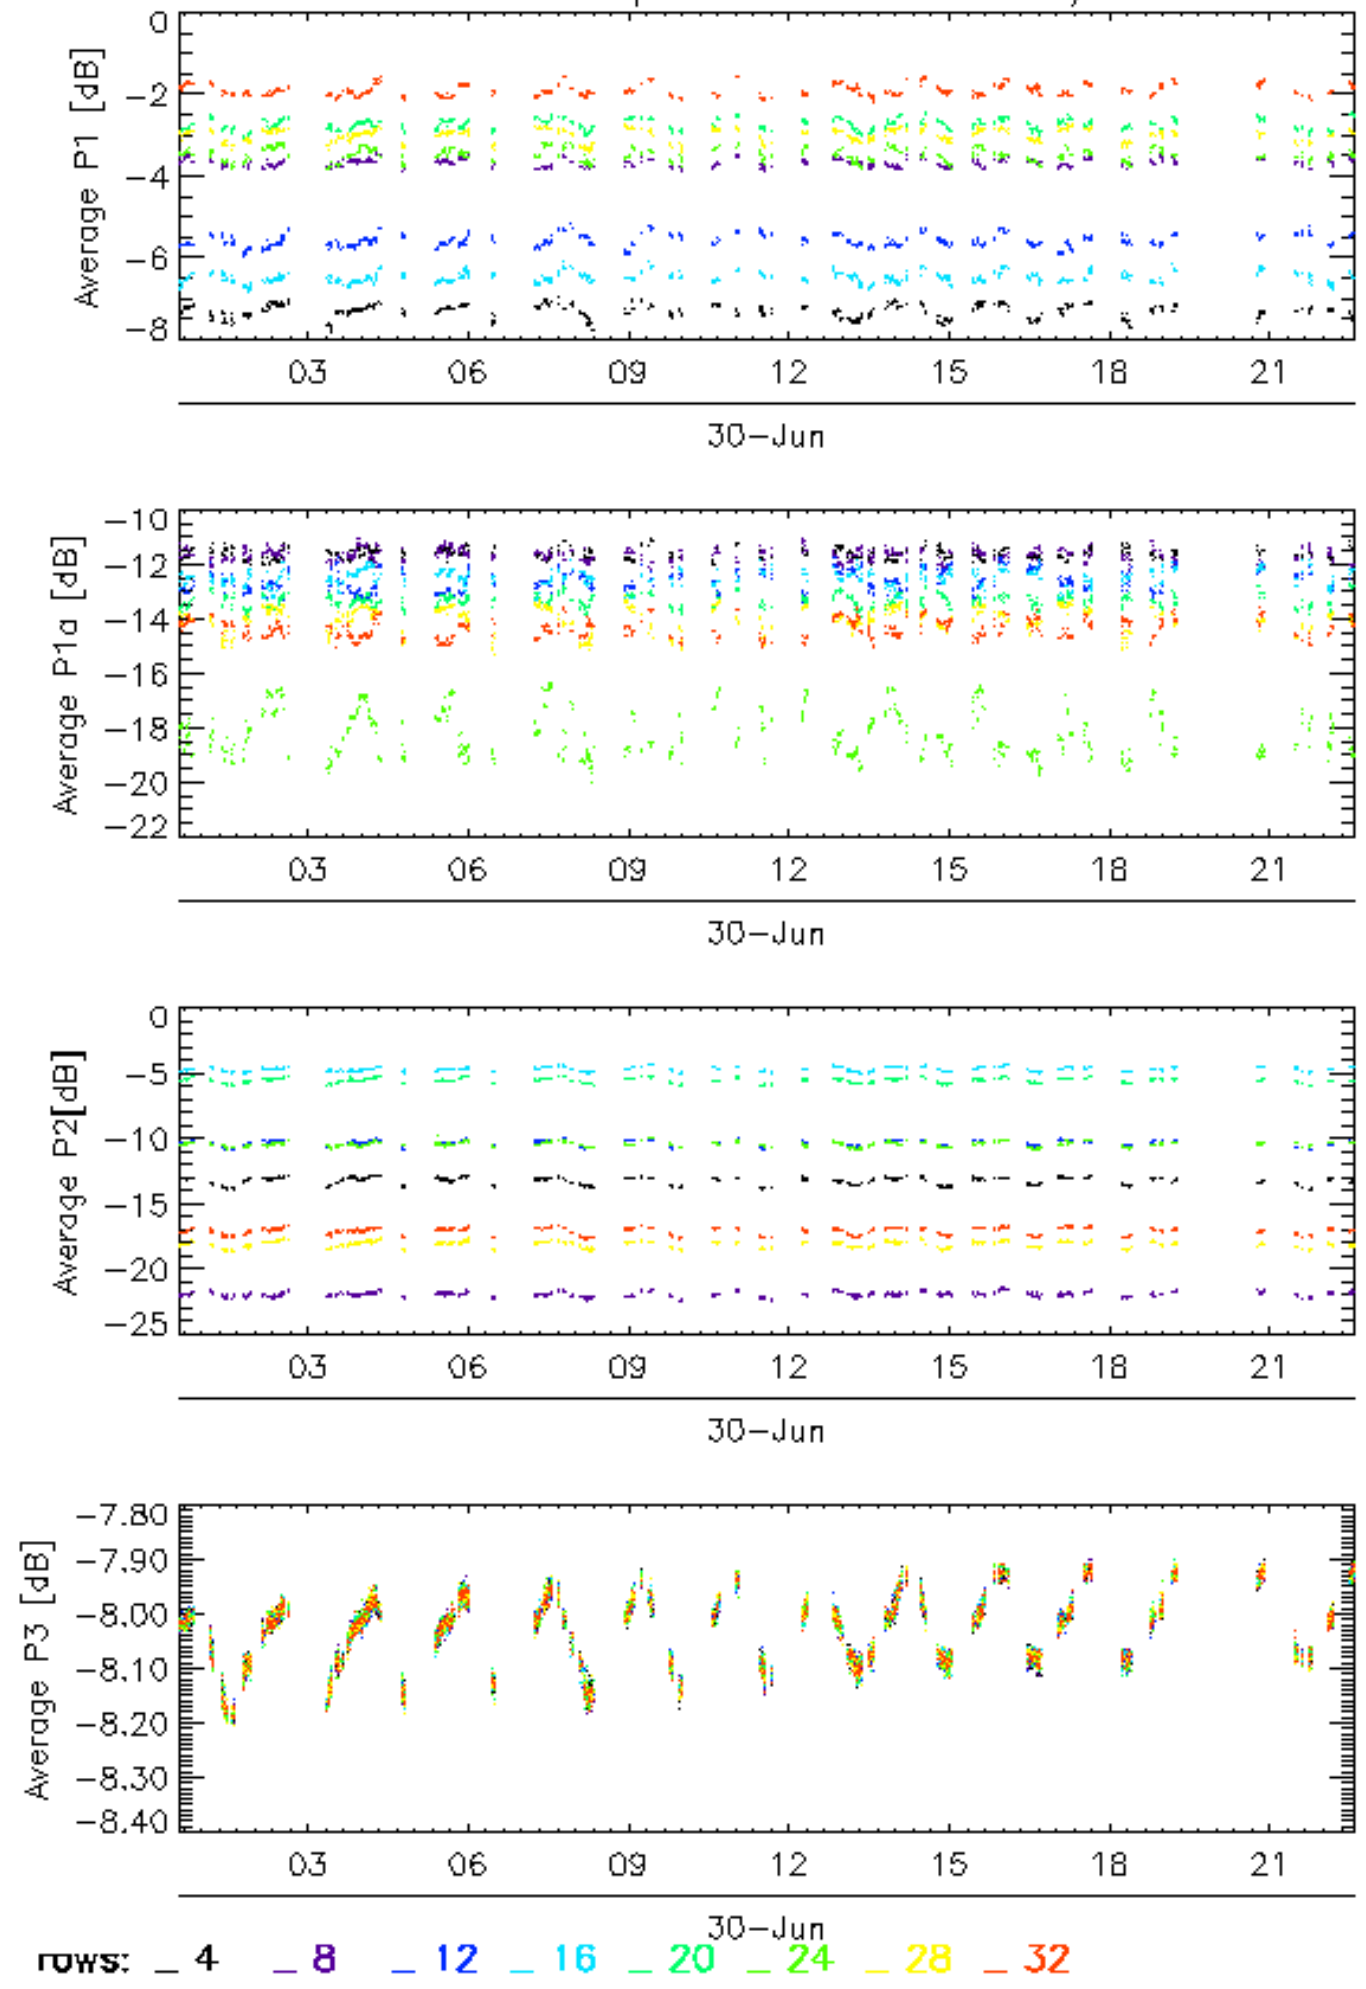 0
−2
−4
−6
−8
Average P1 [dB]
03 06 09 12 15 18 21
30−Jun
−10
−12
−14
−16
−18
−20
−22
Average P1a [dB]
03 06 09 12 15 18 21
30−Jun
0
−5
−10
−15
−20
−25
Average P2[dB]
03 06 09 12 15 18 21
30−Jun
−7.80
−7.90
−8.00
−8.10
−8.20
−8.30
−8.40
Average P3 [dB]
03 06 09 12 15 18 21
30−Jun
rows: _ 4 _ 8 _ 12 _ 16 _ 20 _ 24 _ 28 _ 32